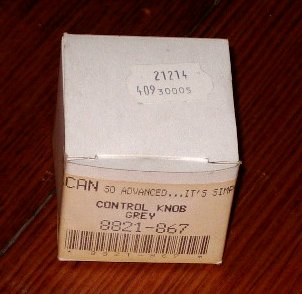 21214
40930005
CAN SO ADVANCED...IT'S SIMP
CONTROL KNOB
GREY
8821-867